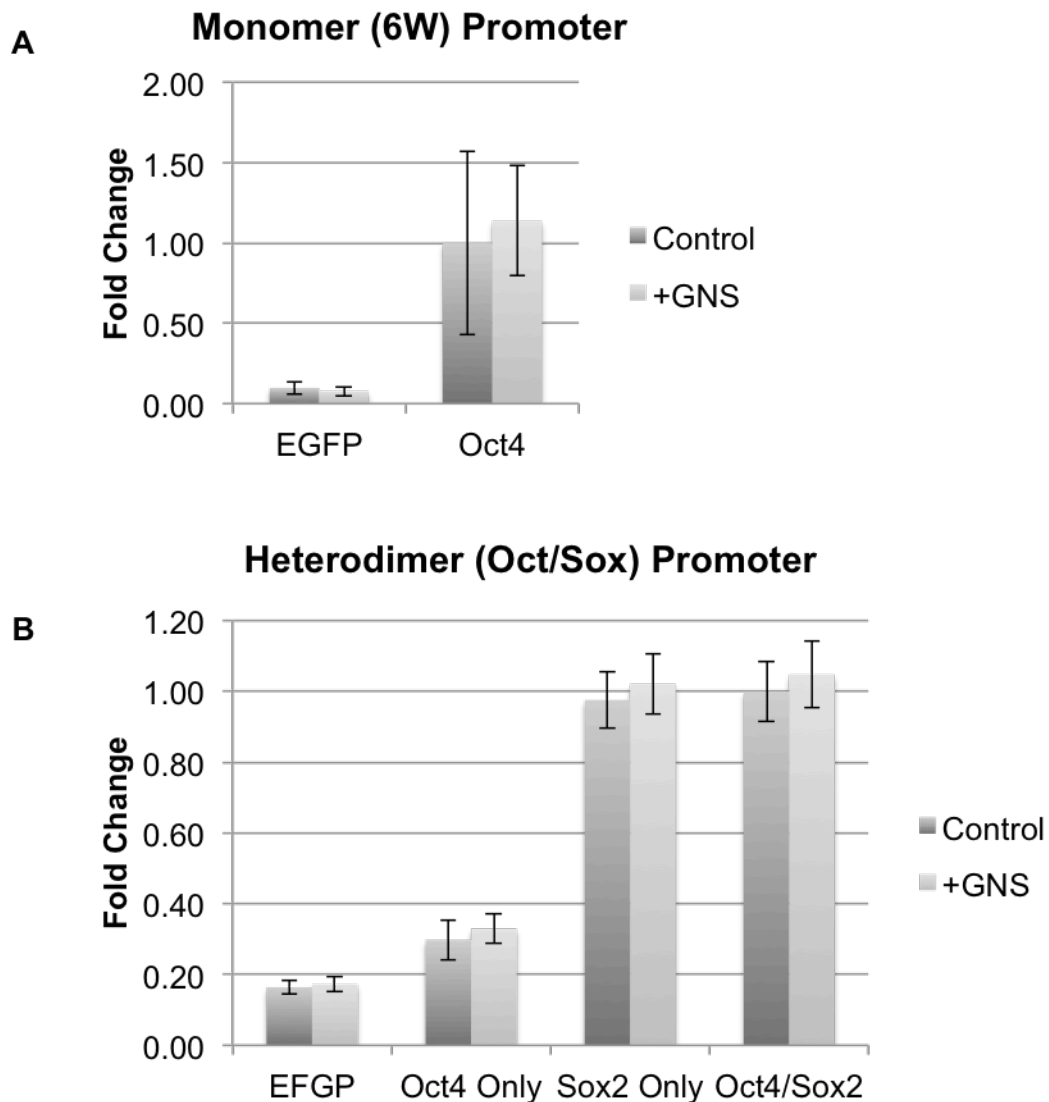 A
Monomer (6W) Promoter
Fold Change
2.00
1.50
1.00
0.50
0.00
EGFP
Oct4
Control
+GNS
B
Heterodimer (Oct/Sox) Promoter
Fold Change
1.20
1.00
0.80
0.60
0.40
0.20
0.00
EFGP
Oct4 Only
Sox2 Only
Oct4/Sox2
Control
+GNS